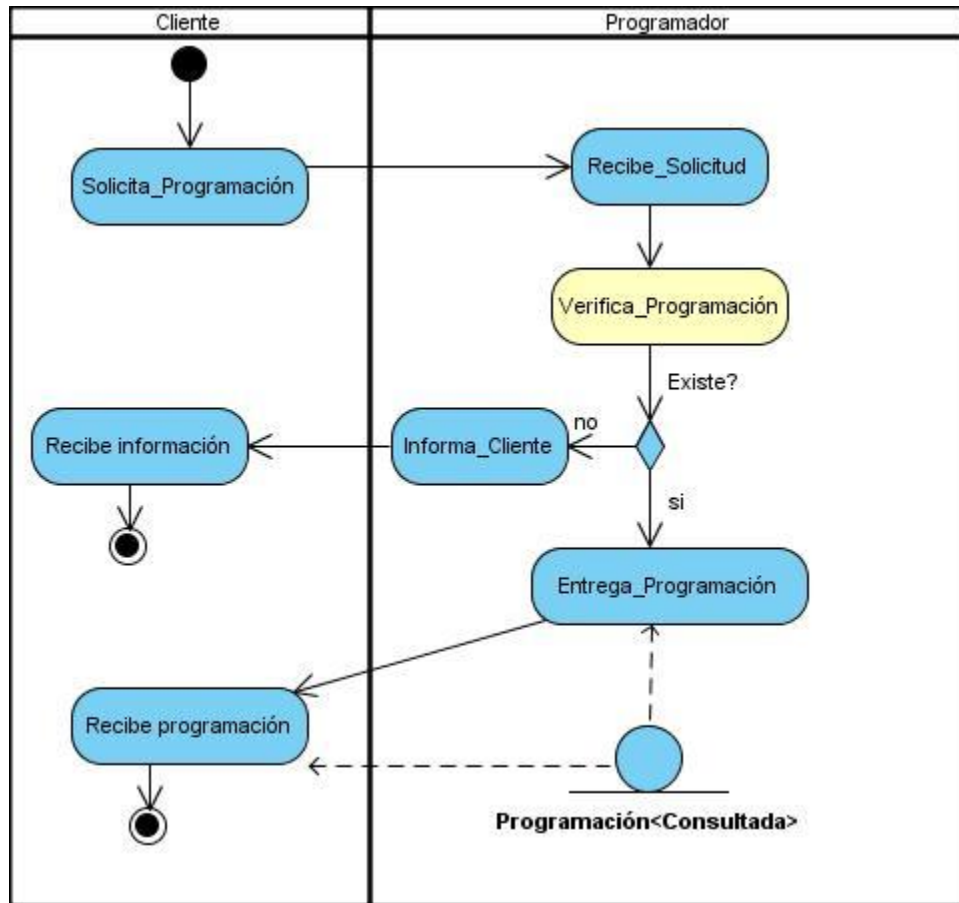 Cliente
Programador
Solicita_Programación
Recibe_Solicitud
Verifica_Programación
Existe?
no
Recibe información
Informa_Cliente
si
Entrega_Programación
Recibe programación
Programación<Consultada>